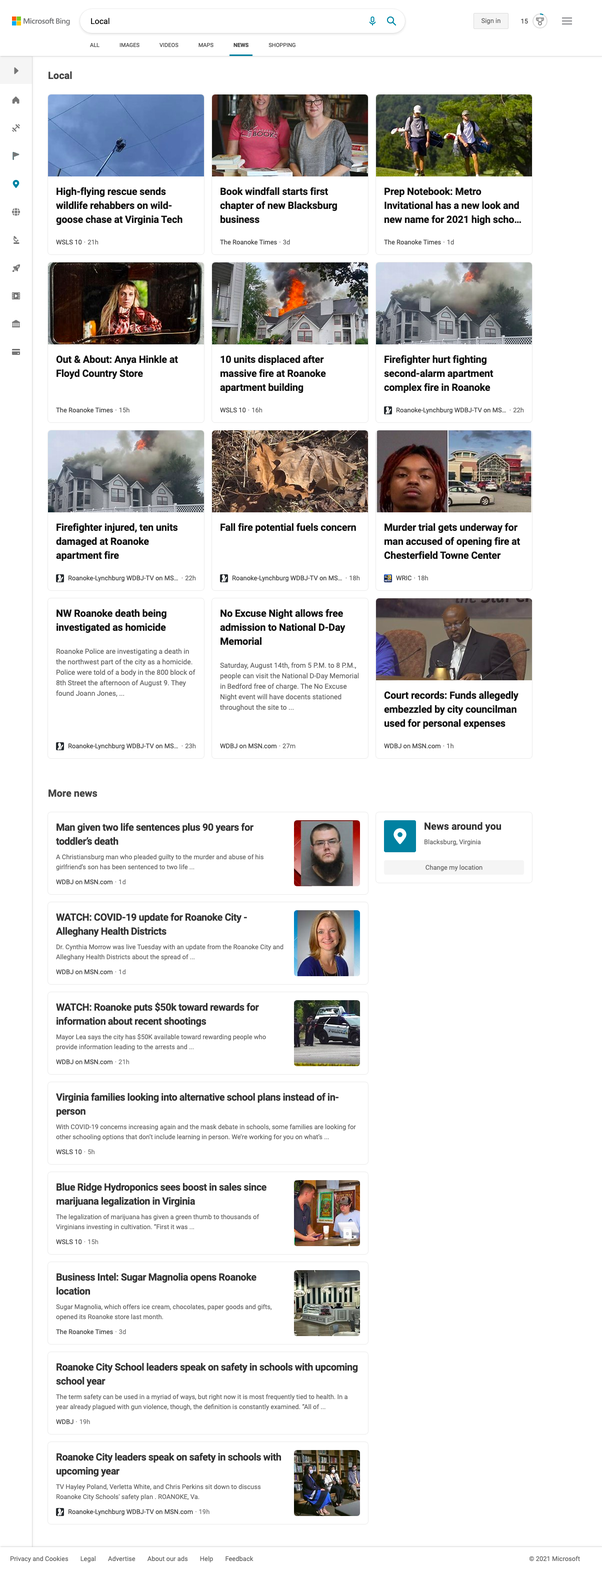 Microsoft Bing
Local
Sign in
15
ALL
IMAGES
VIDEOS
MAPS
NEWS
SHOPPING
Local
High-flying rescue sends
wildlife rehabbers on wild-
goose chase at Virginia Tech
WSLS 10 · 21h
Book windfall starts first
chapter of new Blacksburg
business
The Roanoke Times · 3d
Prep Notebook: Metro
Invitational has a new look and
new name for 2021 high scho...
The Roanoke Times · 1d
Out & About: Anya Hinkle at
Floyd Country Store
The Roanoke Times · 15h
10 units displaced after
massive fire at Roanoke
apartment building
WSLS 10 · 16h
Firefighter hurt fighting
second-alarm apartment
complex fire in Roanoke
Roanoke-Lynchburg WDBJ-TV on MS... · 22h
Firefighter injured, ten units
damaged at Roanoke
apartment fire
Roanoke-Lynchburg WDBJ-TV on MS... · 22h
Fall fire potential fuels concern
Roanoke-Lynchburg WDBJ-TV on MS... · 18h
Murder trial gets underway for
man accused of opening fire at
Chesterfield Towne Center
WRIC · 18h
NW Roanoke death being
investigated as homicide
Roanoke Police are investigating a death in
the northwest part of the city as a homicide.
Police were told of a body in the 800 block of
8th Street the afternoon of August 9. They
found Joann Jones, ...
Roanoke-Lynchburg WDBJ-TV on MS... · 23h
No Excuse Night allows free
admission to National D-Day
Memorial
Saturday, August 14th, from 5 P.M. to 8 P.M.,
people can visit the National D-Day Memorial
in Bedford free of charge. The No Excuse
Night event will have docents stationed
throughout the site to ...
WDBJ on MSN.com · 27m
Court records: Funds allegedly
embezzled by city councilman
used for personal expenses
WDBJ on MSN.com · 1h
More news
Man given two life sentences plus 90 years for
toddler's death
A Christiansburg man who pleaded guilty to the murder and abuse of his
girlfriend's son has been sentenced to two life ...
WDBJ on MSN.com · 1d
News around you
Blacksburg, Virginia
Change my location
WATCH: COVID-19 update for Roanoke City -
Alleghany Health Districts
Dr. Cynthia Morrow was live Tuesday with an update from the Roanoke City and
Alleghany Health Districts about the spread of ...
WDBJ on MSN.com · 1d
WATCH: Roanoke puts $50k toward rewards for
information about recent shootings
Mayor Lea says the city has $50K available toward rewarding people who
provide information leading to the arrests and ...
WDBJ on MSN.com · 21h
Virginia families looking into alternative school plans instead of in-
person
With COVID-19 concerns increasing again and the mask debate in schools, some families are looking for
other schooling options that don't include learning in person. We're working for you on what's ...
WSLS 10 · 5h
Blue Ridge Hydroponics sees boost in sales since
marijuana legalization in Virginia
The legalization of marijuana has given a green thumb to thousands of
Virginians investing in cultivation. "First it was ...
WSLS 10 · 15h
Business Intel: Sugar Magnolia opens Roanoke
location
Sugar Magnolia, which offers ice cream, chocolates, paper goods and gifts,
opened its Roanoke store last month.
The Roanoke Times · 3d
Roanoke City School leaders speak on safety in schools with upcoming
school year
The term safety can be used in a myriad of ways, but right now it is most frequently tied to health. In a
year already plagued with gun violence, though, the definition is constantly examined. "All of ...
WDBJ · 19h
Roanoke City leaders speak on safety in schools with
upcoming year
TV Hayley Poland, Verletta White, and Chris Perkins sit down to discuss
Roanoke City Schools' safety plan . ROANOKE, Va.
Roanoke-Lynchburg WDBJ-TV on MSN.com · 19h
Privacy and Cookies
Legal
Advertise
About our ads
Help
Feedback
© 2021 Microsoft